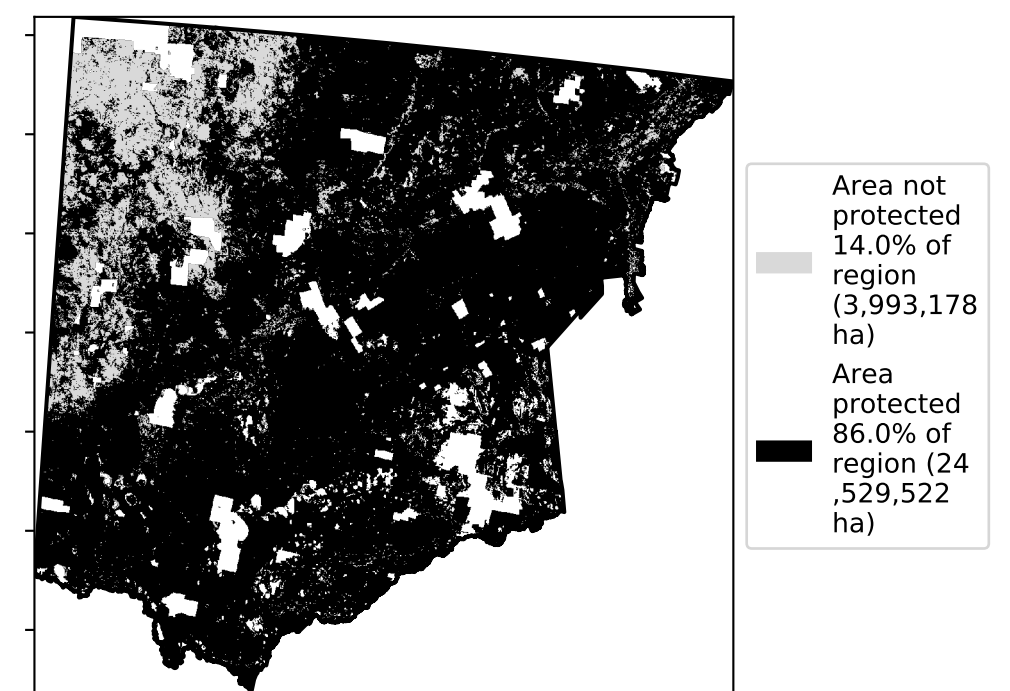 Area not
protected
14.0% of
region
(3,993,178
ha)
Area
protected
86.0% of
region (24
,529,522
ha)